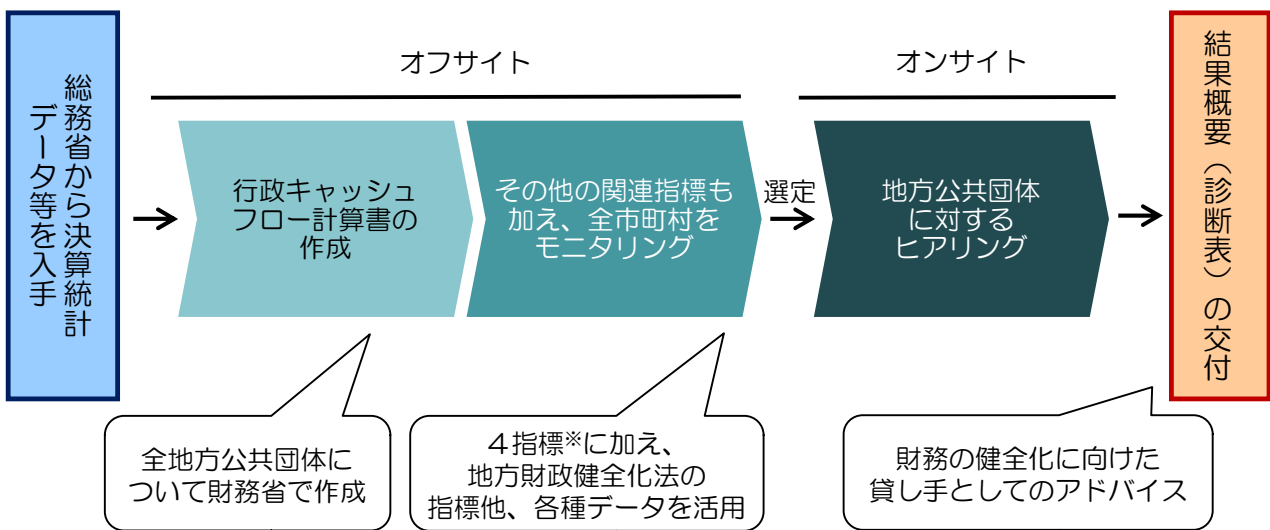 総務省から決算統計
データ等を入手
オフサイト
行政キャッシュ
フロー計算書の
作成
その他の関連指標も
加え、全市町村を
モニタリング
選定
オンサイト
地方公共団体
に対する
ヒアリング
結果概要（診断表）の交付
全地方公共団体に
ついて財務省で作成
４指標※に加え、
地方財政健全化法の
指標他、各種データを活用
財務の健全化に向けた
貸し手としてのアドバイス